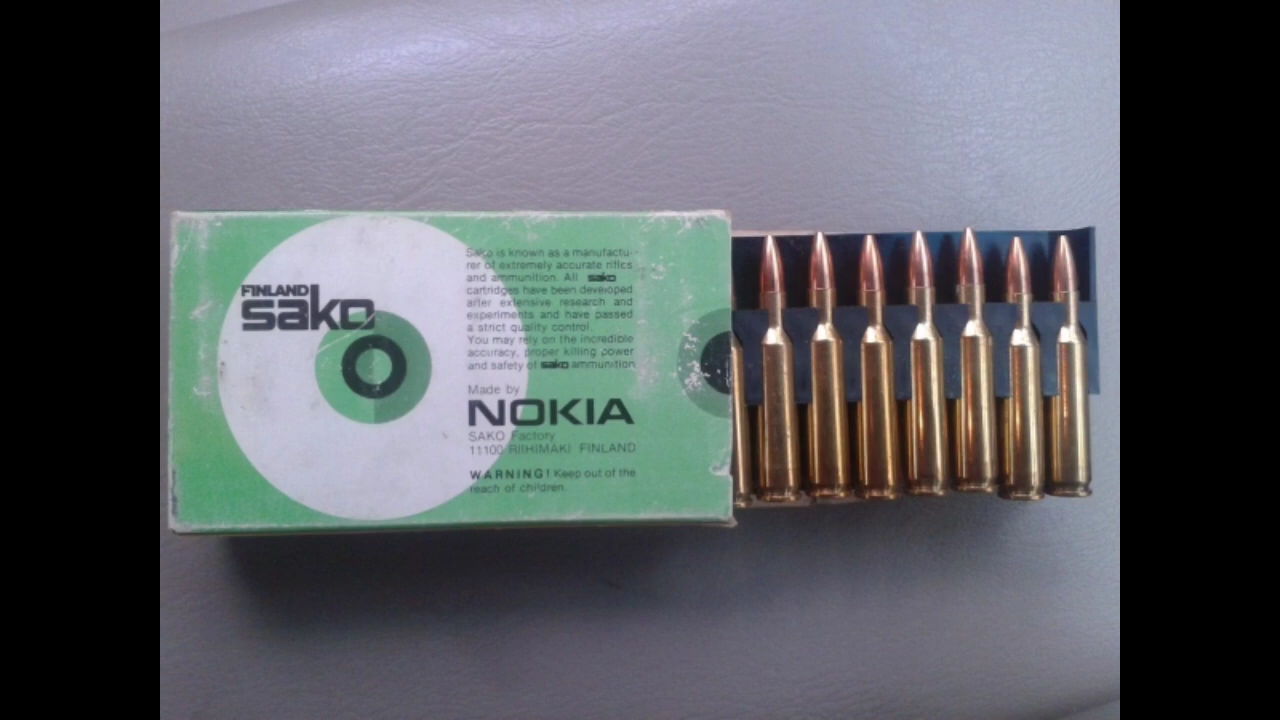 FINLAND
sako
Sako is known as a manufactu-
rer of extremely accurate rifles
and ammunition. All sako
cartridges have been developed
after extensive research and
experiments and have passed
a strict quality control.
You may rely on the incredible
accuracy, proper killing power
and safety of sako ammunition
Made by
NOKIA
SAKO Factory
11100 RIIHIMÄKI FINLAND
WARNING! Keep out of the
reach of children.